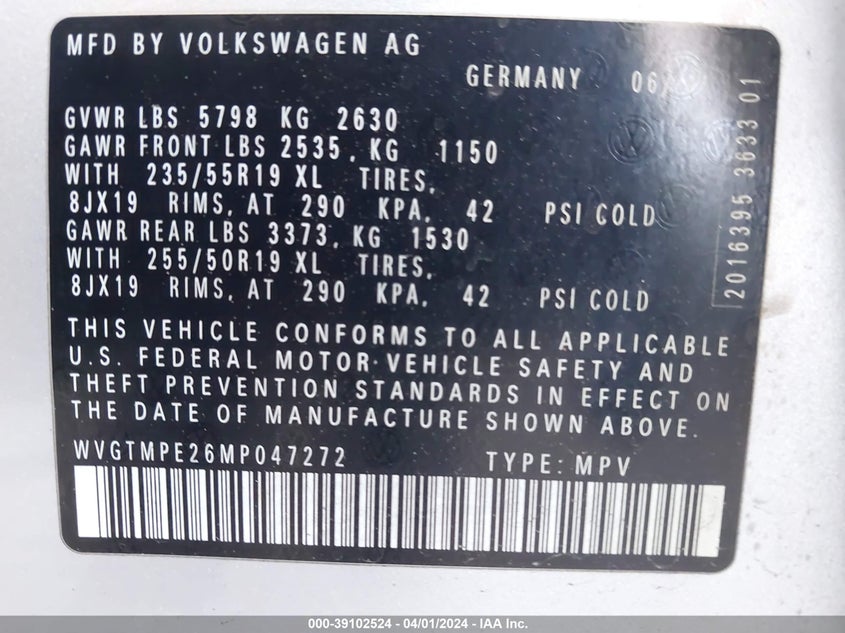 MFD BY VOLKSWAGEN AG
GERMANY 06/
GVWR LBS 5798 KG 2630
GAWR FRONT LBS 2535, KG 1150
WITH 235/55R19 XL TIRES,
8JX19 RIMS, AT 290 KPA, 42 PSI COLD
GAWR REAR LBS 3373, KG 1530
WITH 255/50R19 XL TIRES,
8JX19 RIMS, AT 290 KPA, 42 PSI COLD
THIS VEHICLE CONFORMS TO ALL APPLICABLE
U.S. FEDERAL MOTOR VEHICLE SAFETY AND
THEFT PREVENTION STANDARDS IN EFFECT ON
THE DATE OF MANUFACTURE SHOWN ABOVE.
WVGTMPE26MP047272 TYPE: MPV
2016395 3633 01
000-39102524 - 04/01/2024 - IAA Inc.